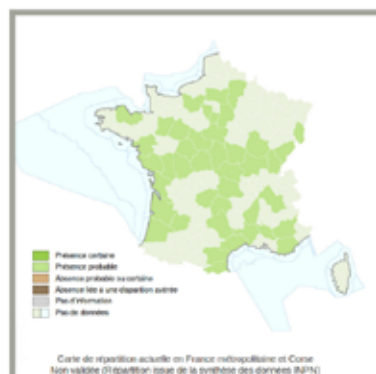 Présence certaine
Présence probable
Absence probable ou certaine
Absence liée à une disparition avérée
Pas d'information
Pas de données
Carte de répartition actuelle en France métropolitaine et Corse
Non validée (Répartition issue de la synthèse des données INPN)